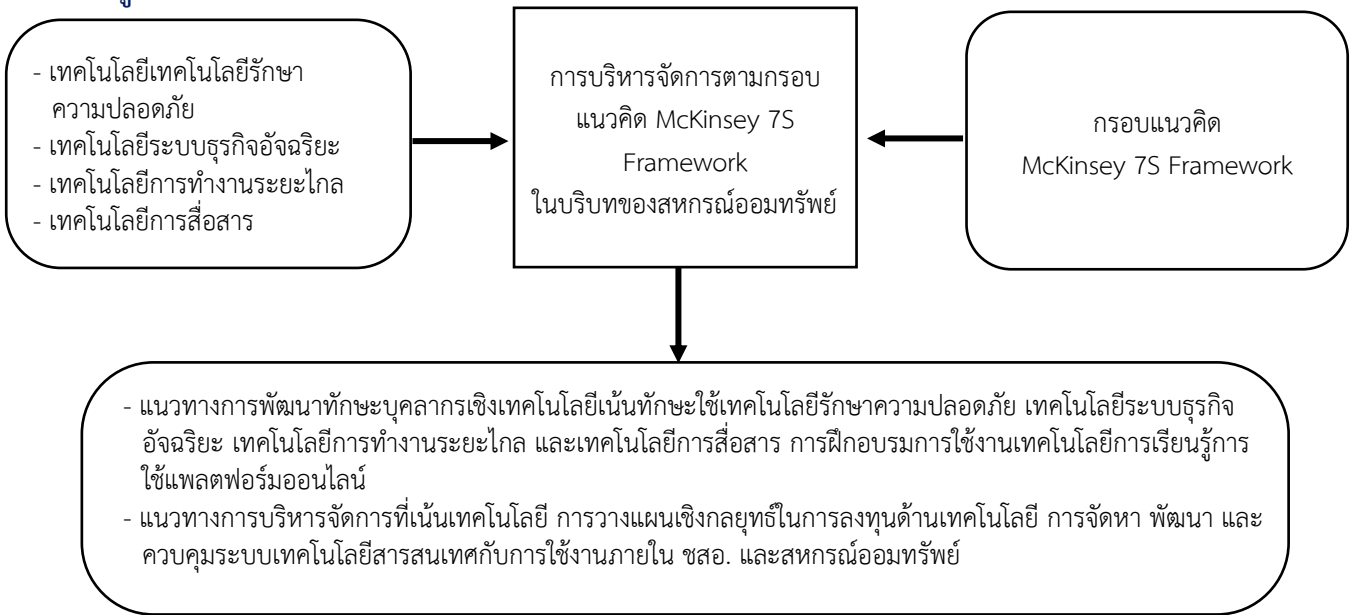 - เทคโนโลยีเทคโนโลยีรักษา
ความปลอดภัย
- เทคโนโลยีระบบธุรกิจอัจฉริยะ
- เทคโนโลยีการทำงานระยะไกล
- เทคโนโลยีการสื่อสาร
การบริหารจัดการตามกรอบ
แนวคิด McKinsey 7S
Framework
ในบริบทของสหกรณ์ออมทรัพย์
กรอบแนวคิด
McKinsey 7S Framework
- แนวทางการพัฒนาทักษะบุคลากรเชิงเทคโนโลยีเน้นทักษะใช้เทคโนโลยีรักษาความปลอดภัย เทคโนโลยีระบบธุรกิจ
อัจฉริยะ เทคโนโลยีการทำงานระยะไกล และเทคโนโลยีการสื่อสาร การฝึกอบรมการใช้งานเทคโนโลยีการเรียนรู้การ
ใช้แพลตฟอร์มออนไลน์
- แนวทางการบริหารจัดการที่เน้นเทคโนโลยี การวางแผนเชิงกลยุทธ์ในการลงทุนด้านเทคโนโลยี การจัดหา พัฒนา และ
ควบคุมระบบเทคโนโลยีสารสนเทศกับการใช้งานภายใน ชสอ. และสหกรณ์ออมทรัพย์